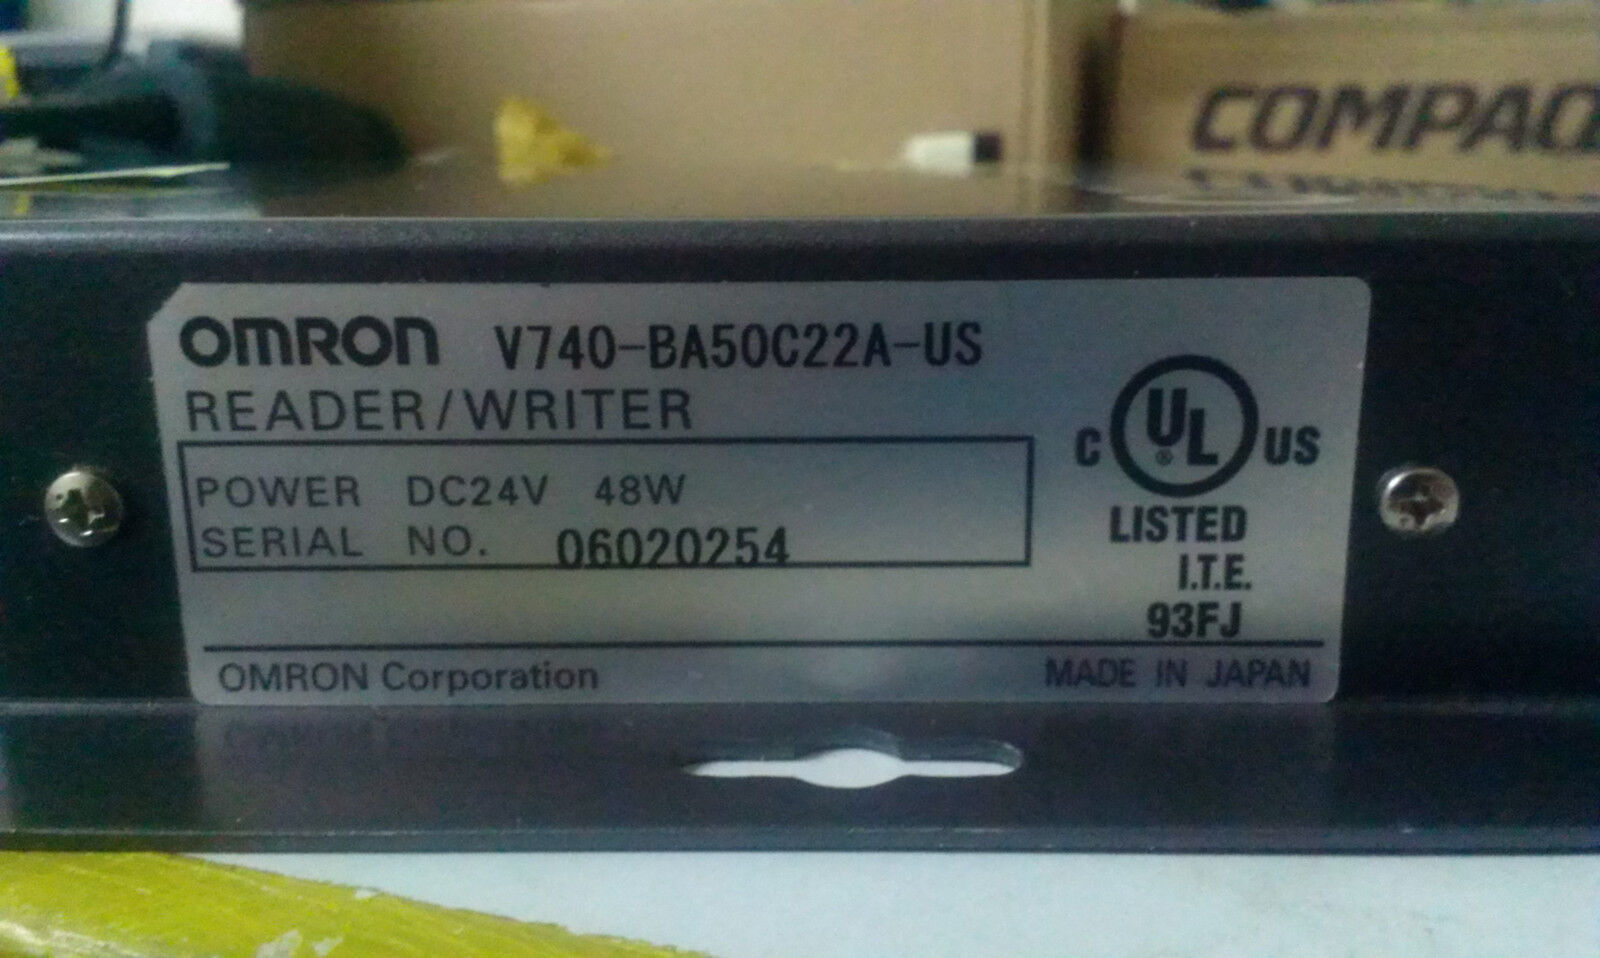 COMPAQ
OMRON V740-BA50C22A-US
READER/WRITER
POWER DC24V 48W
SERIAL NO. 06020254
C UL® US
LISTED
I.T.E.
93FJ
OMRON Corporation MADE IN JAPAN